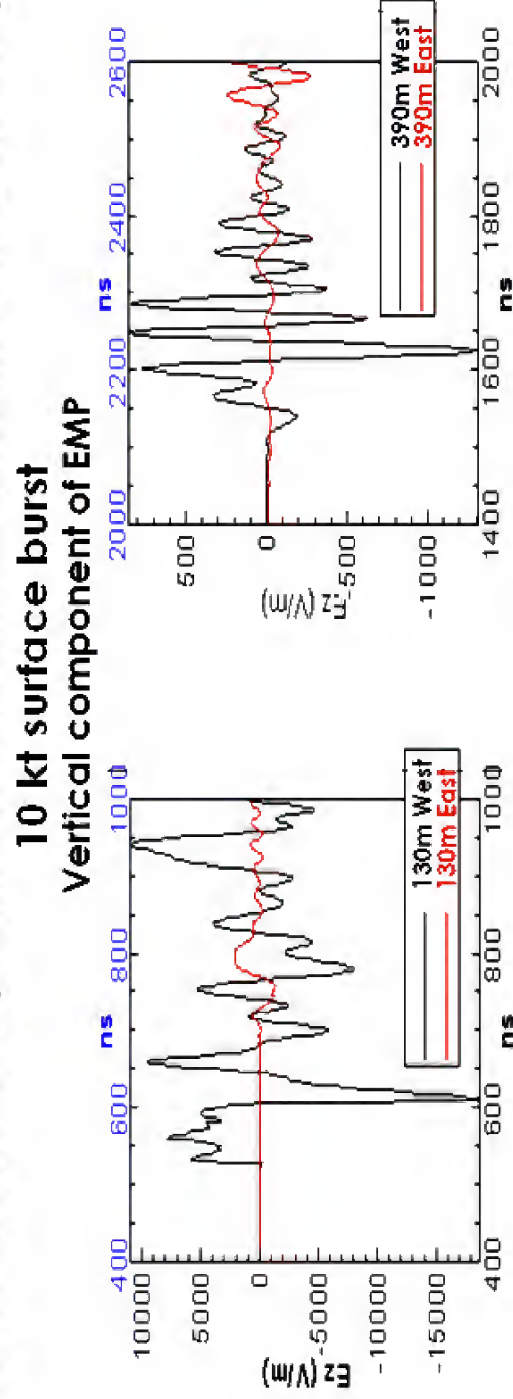 10 kt surface burst
Vertical component of EMP
ns
400 600 800 1000
10000
5000
0
-5000
-10000
-15000
Ez (V/m)
130m West
130m East
400 600 800 1000
ns
ns
2000 2200 2400 2600
500
0
-500
-1000
Ez (V/m)
390m West
390m East
1400 1600 1800 2000
ns